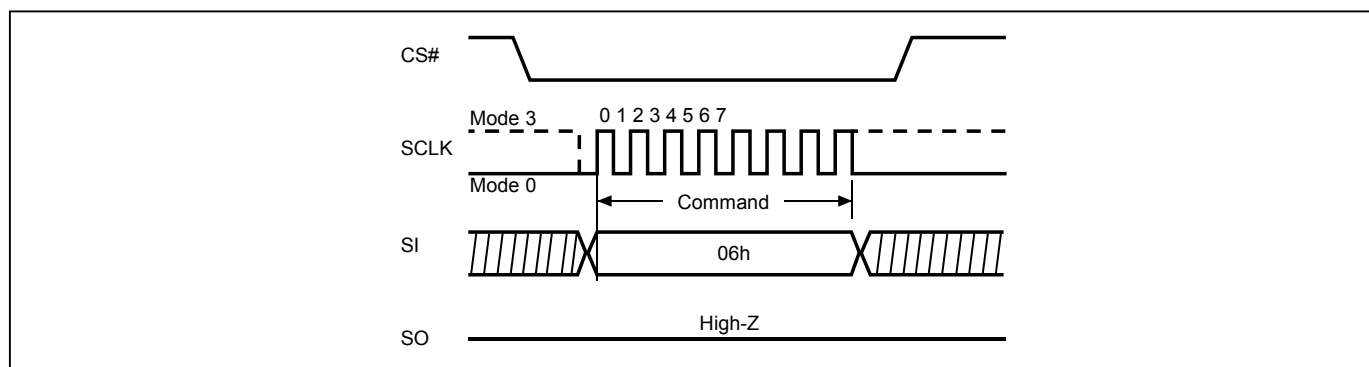 CS#
Mode 3
0 1 2 3 4 5 6 7
SCLK
Mode 0
Command
SI
06h
High-Z
SO